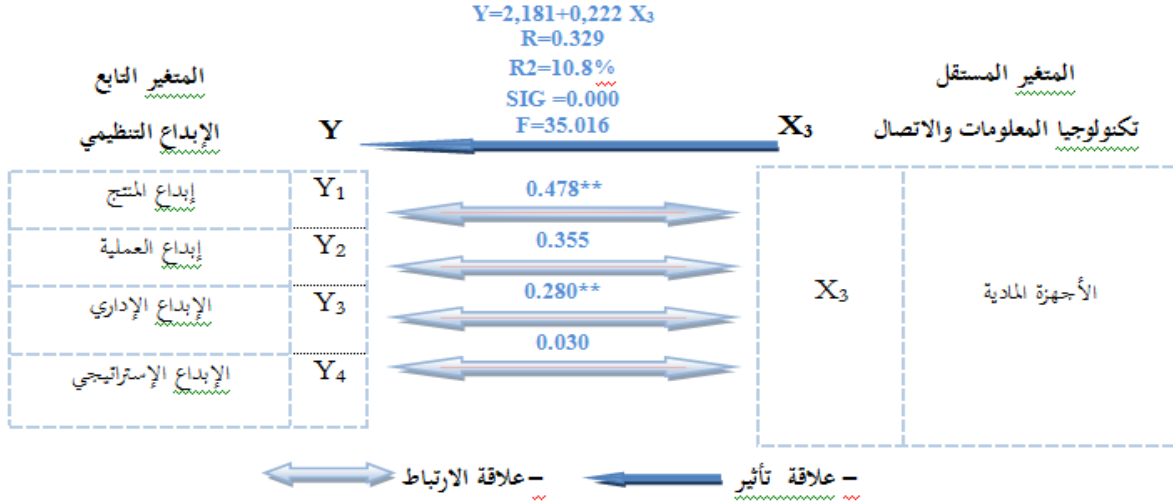 Y=2,181+0,222 X₃
R=0.329
R2=10.8%
SIG =0.000
F=35.016
المتغير المستقل
تكنولوجيا المعلومات والاتصال
X₃
المتغير التابع
الإبداع التنظيمي
Y
X₃
الأجهزة المادية
0.478**
Y₁
إبداع المنتج
0.355
Y₂
إبداع العملية
0.280**
Y₃
الإبداع الإداري
0.030
Y₄
الإبداع الإستراتيجي
– علاقة تأثير
– علاقة الارتباط